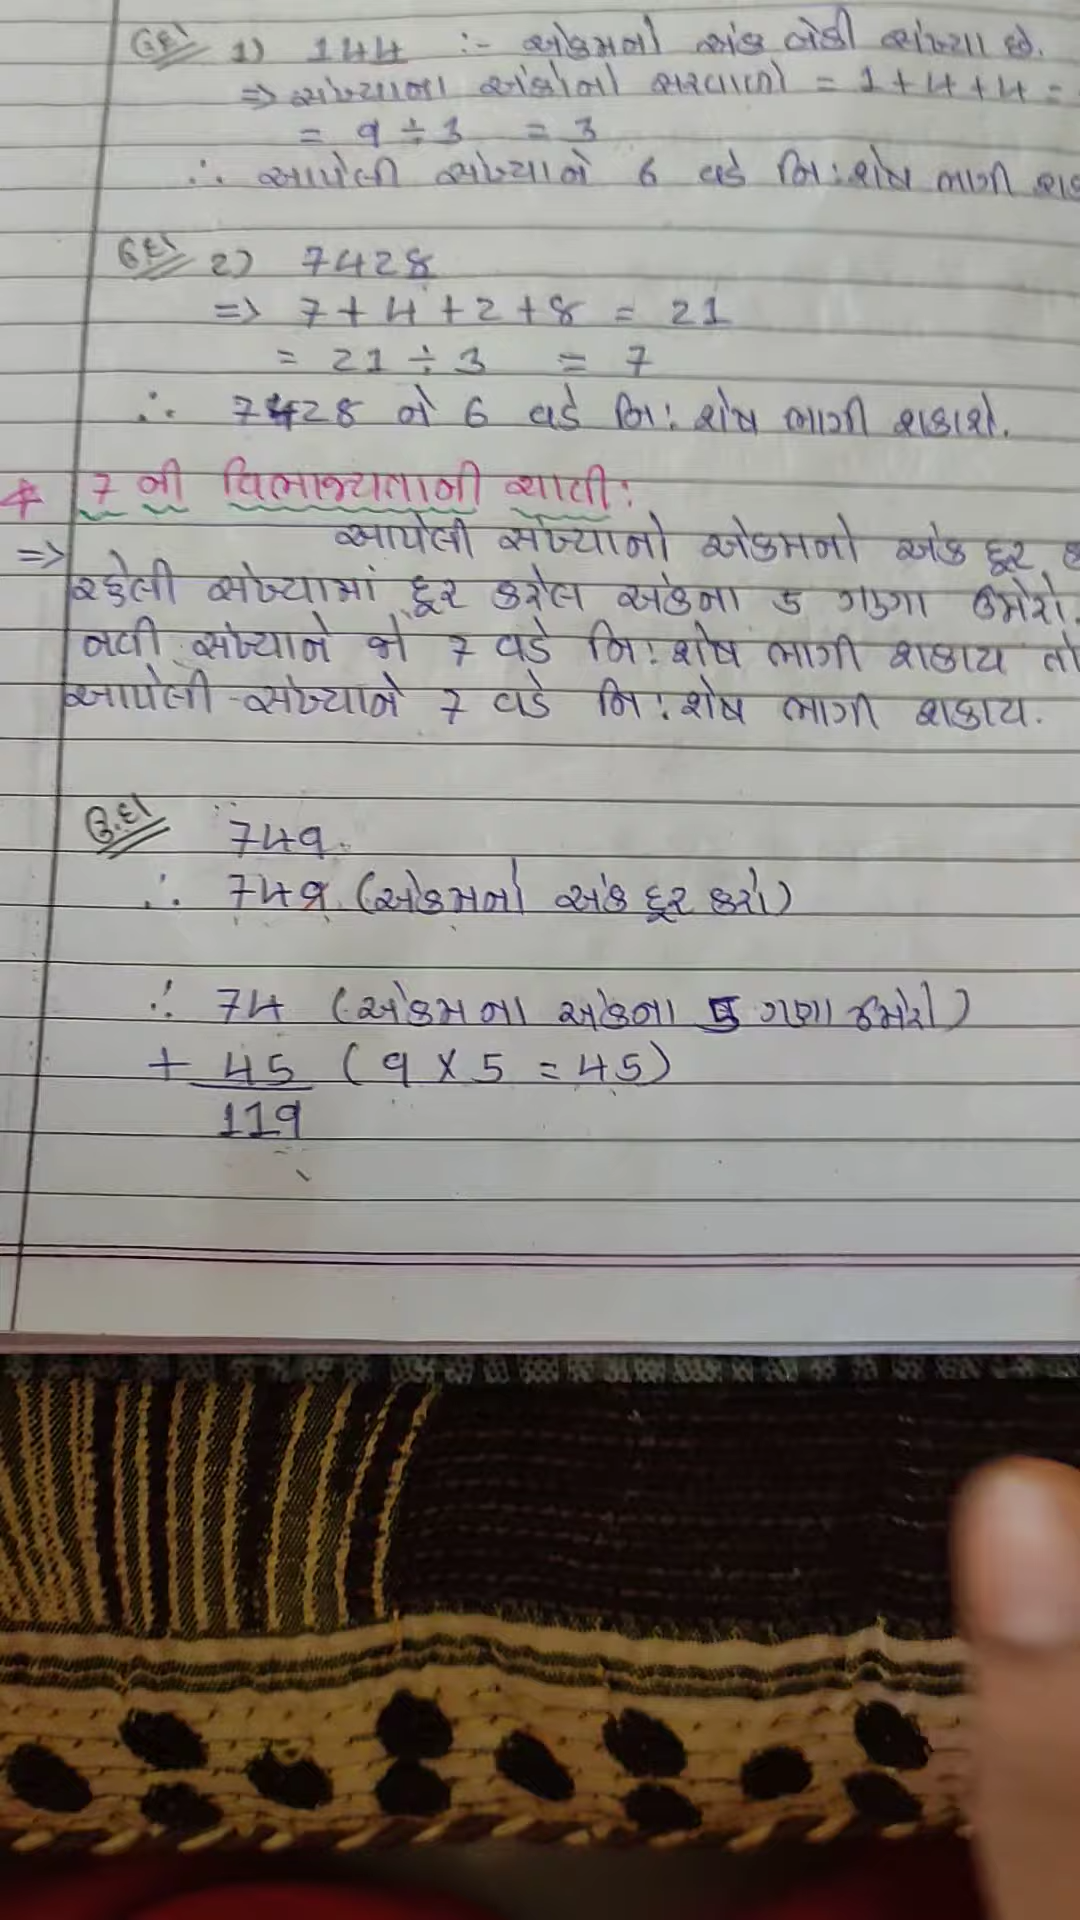 ઉદા 1) 144 :- એકમનો અંક બેકી સંખ્યા છે.
⇒ સંખ્યાના અંકોનો સરવાળો = 1+4+4 =
= 9 ÷ 3 = 3
∴ આપેલી સંખ્યાને 6 વડે નિ:શેષ ભાગી
ઉદા 2) 7428
⇒ 7+4+2+8 = 21
= 21 ÷ 3 = 7
∴ 7428 ને 6 વડે નિ:શેષ ભાગી શકાશે.
* 7 ની વિભાજ્યતાની ચાવી:
⇒ આપેલી સંખ્યાનો એકમનો અંક દૂર
રહેલી સંખ્યામાં દૂર કરેલ અંકના 5 ગણા ઉમેરો.
નવી સંખ્યાને જો 7 વડે નિ:શેષ ભાગી શકાય તો
આપેલી સંખ્યાને 7 વડે નિ:શેષ ભાગી શકાય.
ઉ.દા 749.
∴ 749 (એકમનો અંક દૂર કરો)
∴ 74 (એકમના અંકના 5 ગણા ઉમેરો)
+ 45 (9 × 5 = 45)
119